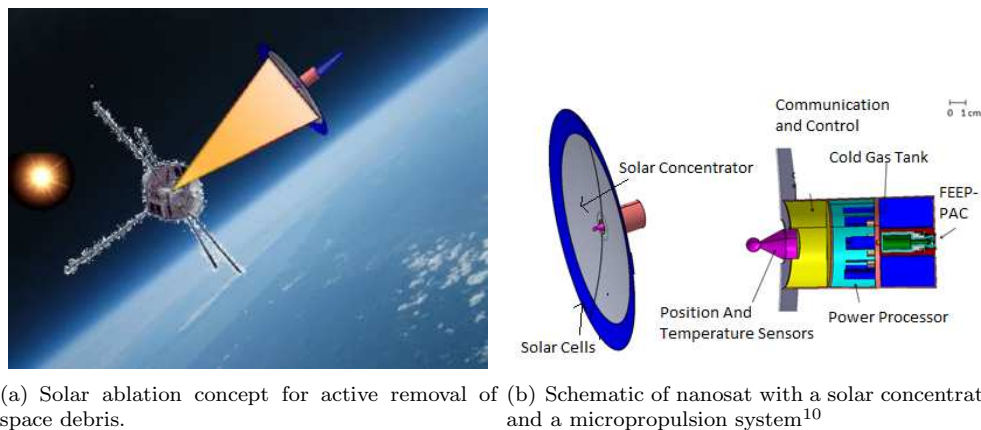 Communication
and Control
0 1cm
Cold Gas Tank
Solar Concentrator
FEEP-
PAC
Position And
Temperature Sensors
Power Processor
Solar Cells
(a) Solar ablation concept for active removal of
space debris.
(b) Schematic of nanosat with a solar concentrat
and a micropropulsion system10